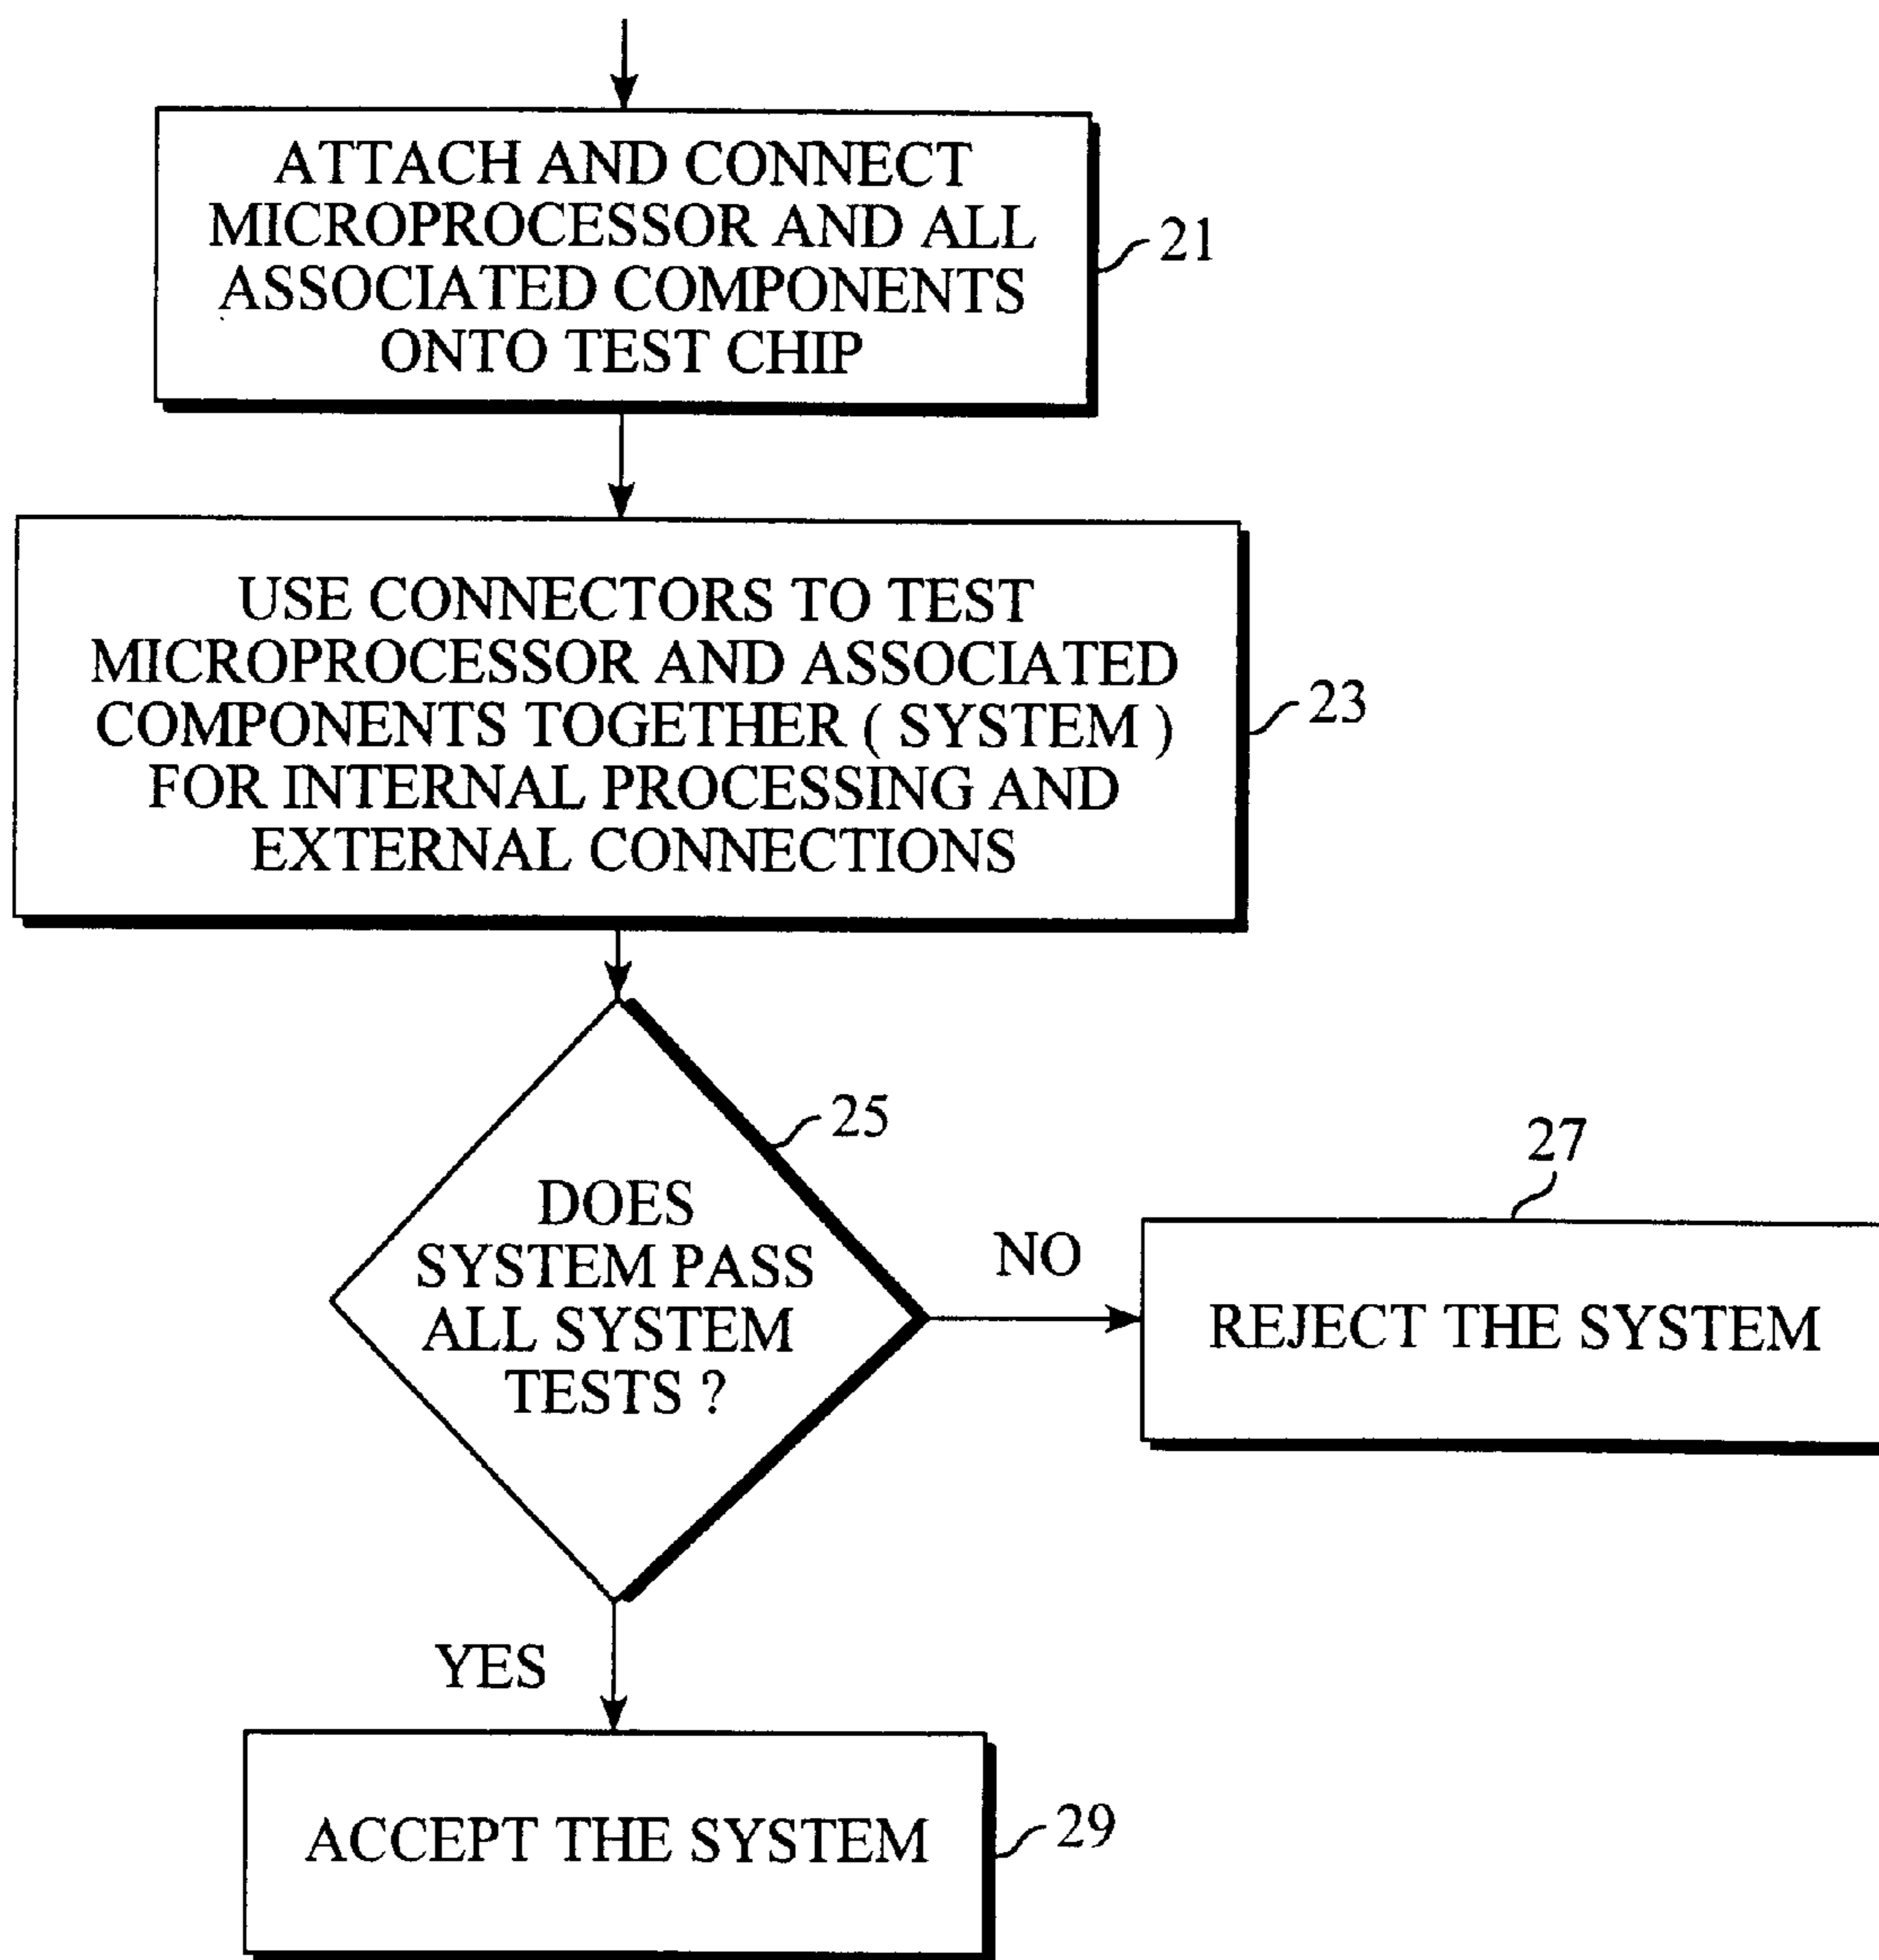 ATTACH AND CONNECT
MICROPROCESSOR AND ALL
ASSOCIATED COMPONENTS
ONTO TEST CHIP
21
USE CONNECTORS TO TEST
MICROPROCESSOR AND ASSOCIATED
COMPONENTS TOGETHER ( SYSTEM )
FOR INTERNAL PROCESSING AND
EXTERNAL CONNECTIONS
23
25
DOES
SYSTEM PASS
ALL SYSTEM
TESTS ?
NO
27
REJECT THE SYSTEM
YES
ACCEPT THE SYSTEM
29